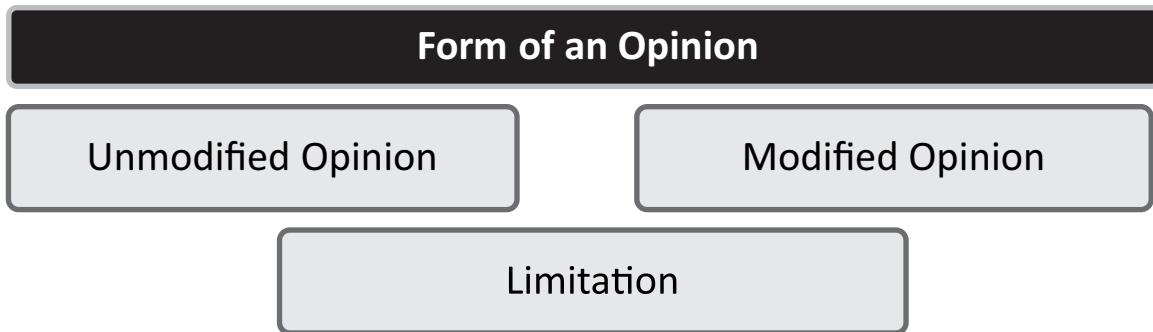 Form of an Opinion
Unmodified Opinion
Modified Opinion
Limitation